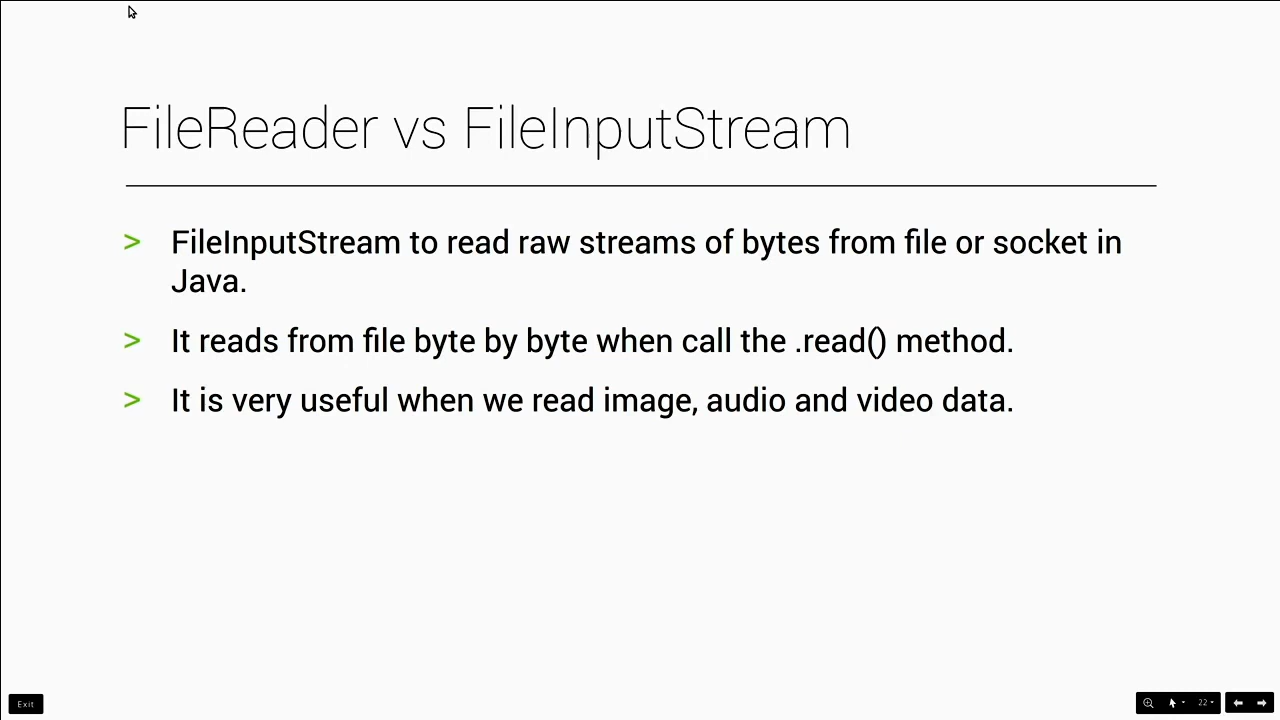 FileReader vs FileInputStream
> FileInputStream to read raw streams of bytes from file or socket in
Java.
> It reads from file byte by byte when call the .read() method.
> It is very useful when we read image, audio and video data.
Exit
22